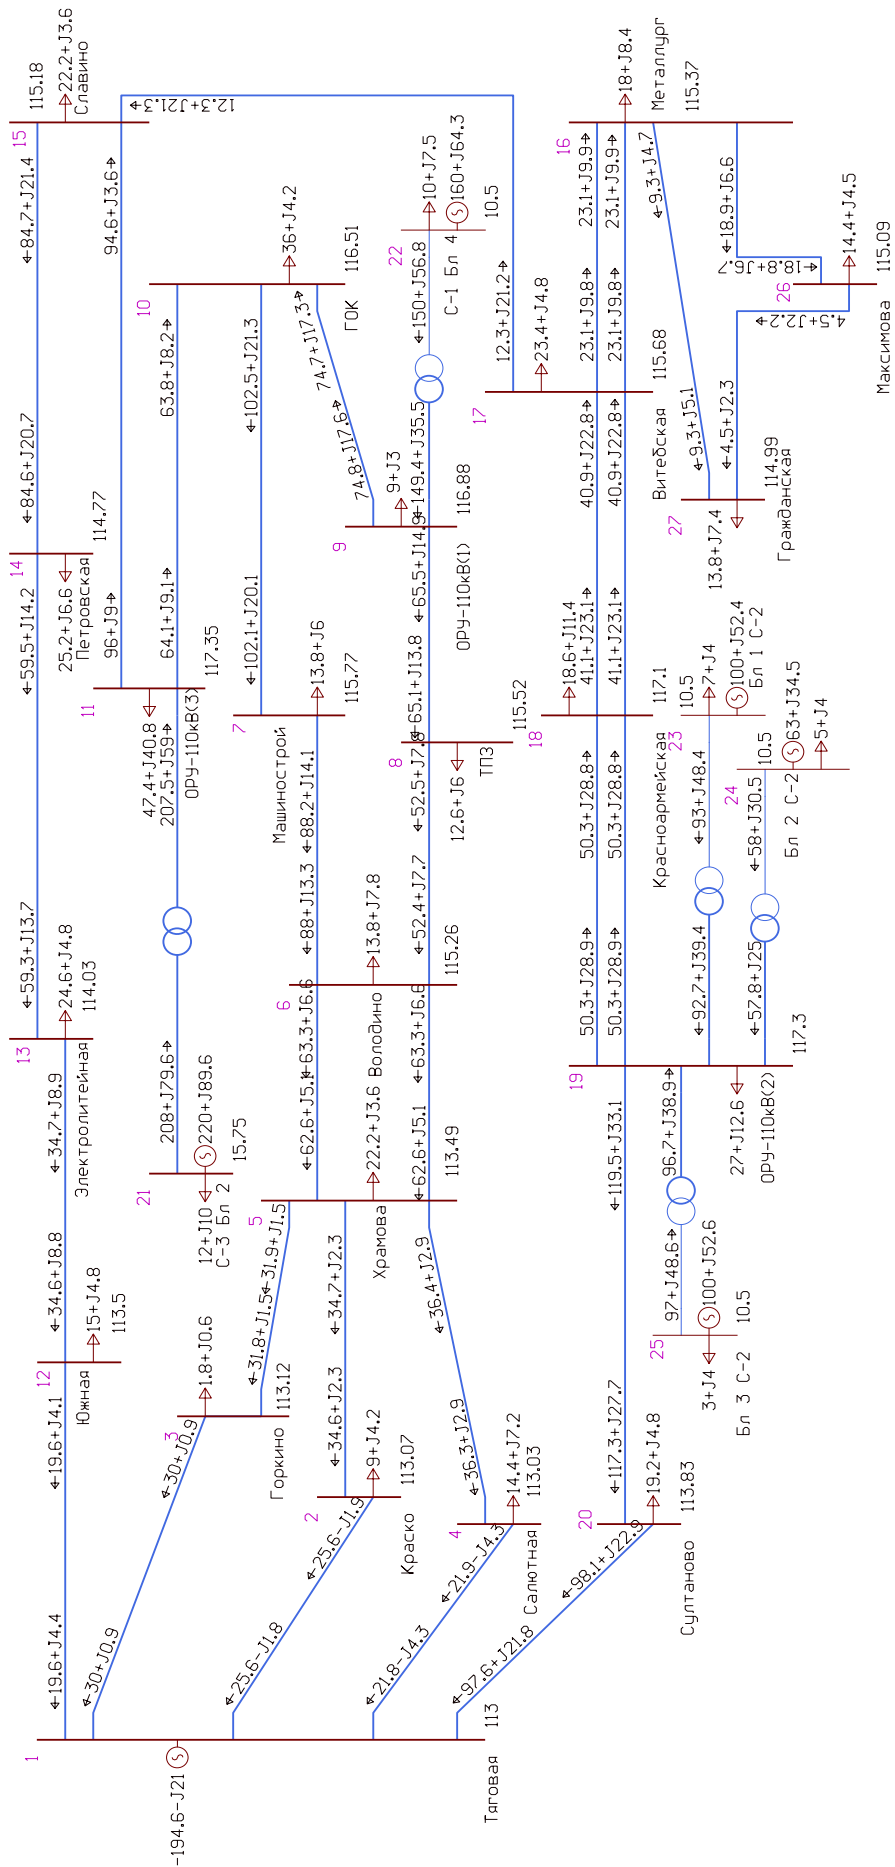 1
-194.6-J21
Тяговая
113
←19.6+J4.4
←19.6+J4.1
←30+J0.9
←30+J0.9
←25.6-J1.8
←25.6-J1.9
←21.8-J4.3
←21.9-J4.3
←97.6+J21.8
←98.1+J22.9
12
Южная
15+J4.8
113.5
←34.6+J8.8
←34.7+J8.9
3
Горкино
1.8+J0.6
113.12
←31.8+J1.5
←31.9+J1.5
2
Краско
9+J4.2
113.07
←34.6+J2.3
←34.7+J2.3
4
Салютная
14.4+J7.2
113.03
←36.3+J2.9
←36.4+J2.9
20
Султаново
19.2+J4.8
113.83
←117.3+J27.7
←119.5+J33.1
13
Электролитейная
24.6+J4.8
114.03
←59.3+J13.7
←59.5+J14.2
21
12+J10
С-3 Бл 2
220+J89.6
15.75
208+J79.6→
207.5+J59→
5
Храмова
22.2+J3.6
113.49
←62.6+J5.1
←63.3+J6.6
←62.6+J5.1
←63.3+J6.6
25
3+J4
Бл 3 С-2
100+J52.6
10.5
97+J48.6→
96.7+J38.9→
6
Володино
13.8+J7.8
115.26
←88+J13.3
←88.2+J14.1
←52.4+J7.7
←52.5+J7.8
19
27+J12.6
ОРУ-110кВ(2)
117.3
50.3+J28.9→
50.3+J28.8→
50.3+J28.9→
50.3+J28.8→
←92.7+J39.4
←93+J48.4
←57.8+J25
←58+J30.5
14
25.2+J6.6
Петровская
114.77
←84.6+J20.7
←84.7+J21.4
11
47.4+J40.8
ОРУ-110кВ(3)
117.35
96+J9→
94.6+J3.6→
64.1+J9.1→
63.8+J8.2→
7
Машинострой
13.8+J6
115.77
←102.1+J20.1
←102.5+J21.3
8
12.6+J6
ТПЗ
115.52
←65.1+J13.8
←65.5+J14.9
18
Красноармейская
18.6+J11.4
117.1
41.1+J23.1→
40.9+J22.8→
41.1+J23.1→
40.9+J22.8→
23
10.5
7+J4
100+J52.4
Бл 1 С-2
24
Бл 2 С-2
10.5
63+J34.5
5+J4
9
9+J3
ОРУ-110кВ(1)
116.88
74.8+J17.6→
74.7+J17.3→
←149.4+J35.5
←150+J56.8
10
ГОК
36+J4.2
116.51
22
С-1 Бл 4
10+J7.5
160+J64.3
10.5
17
Витебская
23.4+J4.8
115.68
12.3+J21.2→
12.3+J21.3→
23.1+J9.8→
23.1+J9.9→
23.1+J9.8→
23.1+J9.9→
27
13.8+J7.4
Гражданская
114.99
←9.3+J5.1
←9.3+J4.7
←4.5+J2.3
4.5+J2.2→
15
115.18
22.2+J3.6
Славино
16
18+J8.4
Металлург
115.37
←18.9+J6.6
←18.8+J6.7
26
14.4+J4.5
Максимова
115.09